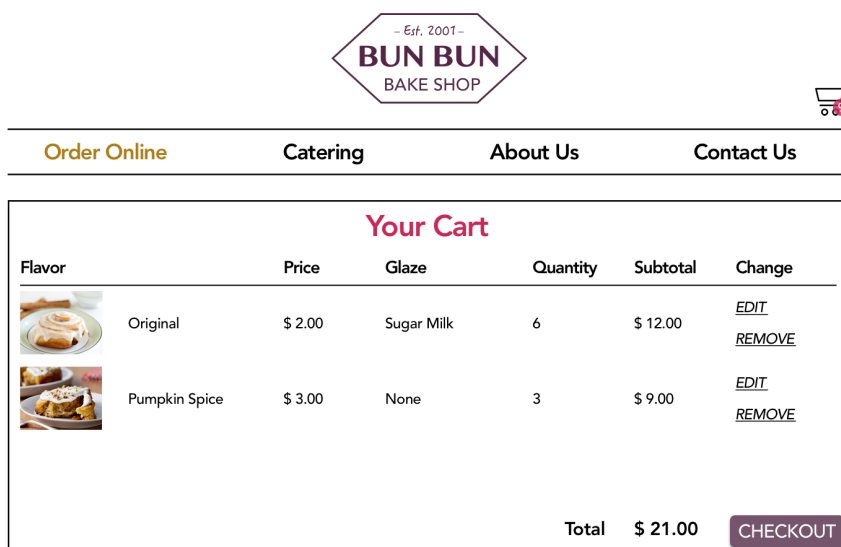 – Est. 2001 –
BUN BUN
BAKE SHOP
Order Online Catering About Us Contact Us
Your Cart
Flavor Price Glaze Quantity Subtotal Change
Original $ 2.00 Sugar Milk 6 $ 12.00 EDIT
REMOVE
Pumpkin Spice $ 3.00 None 3 $ 9.00 EDIT
REMOVE
Total $ 21.00 CHECKOUT